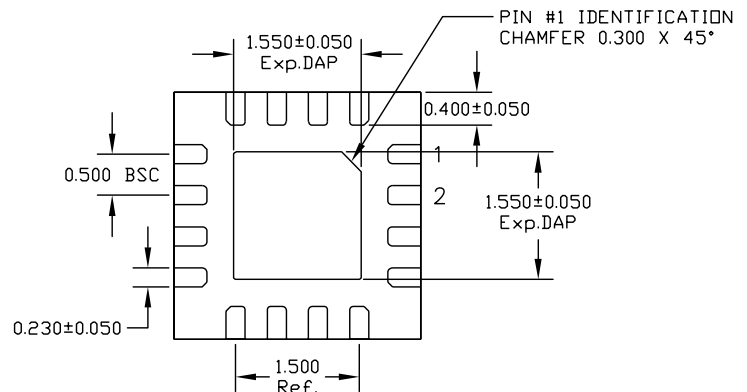 PIN #1 IDENTIFICATION
CHAMFER 0.300 X 45°
1.550±0.050
Exp.DAP
0.400±0.050
1
0.500 BSC
2
1.550±0.050
Exp.DAP
0.230±0.050
1.500
Ref.